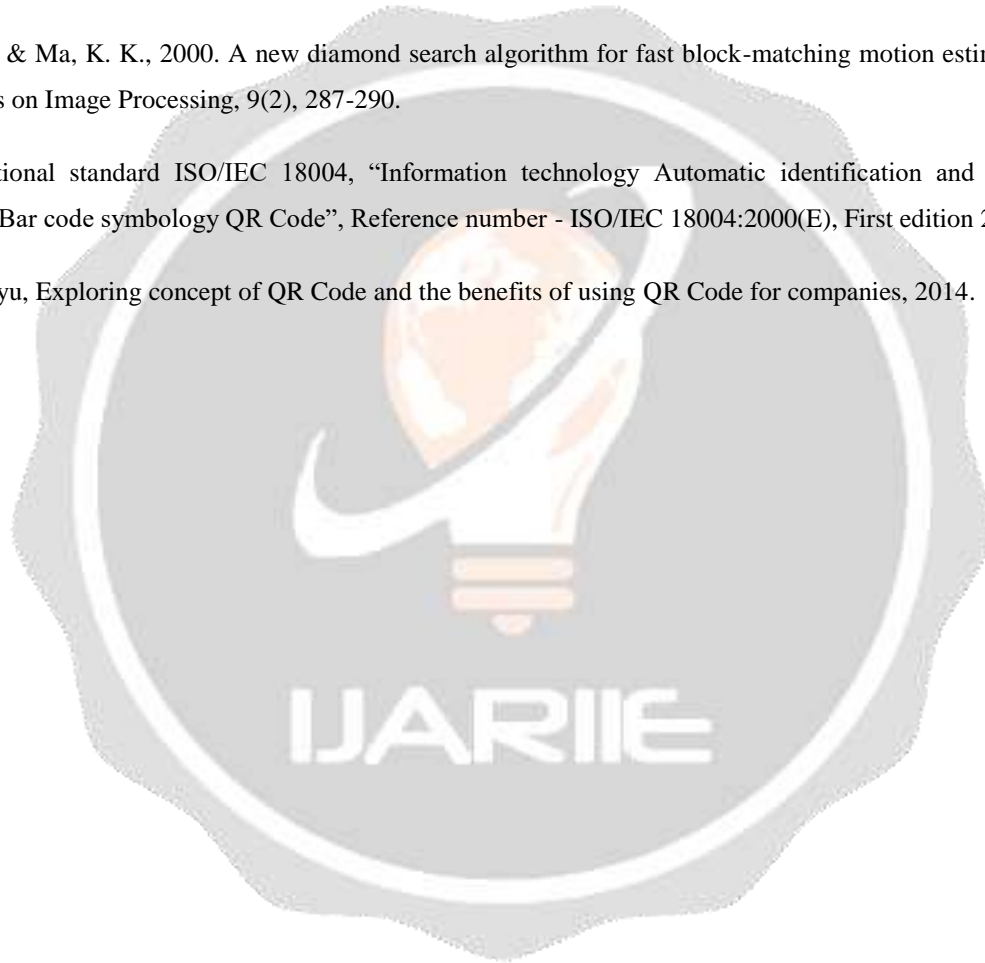 & Ma, K. K., 2000. A new diamond search algorithm for fast block-matching motion
s on Image Processing, 9(2), 287-290.
tional standard ISO/IEC 18004, “Information technology Automatic identification and
Bar code symbology QR Code”, Reference number - ISO/IEC 18004:2000(E), First edition
yu, Exploring concept of QR Code and the benefits of using QR Code for companies, 2014.
IJARIIE